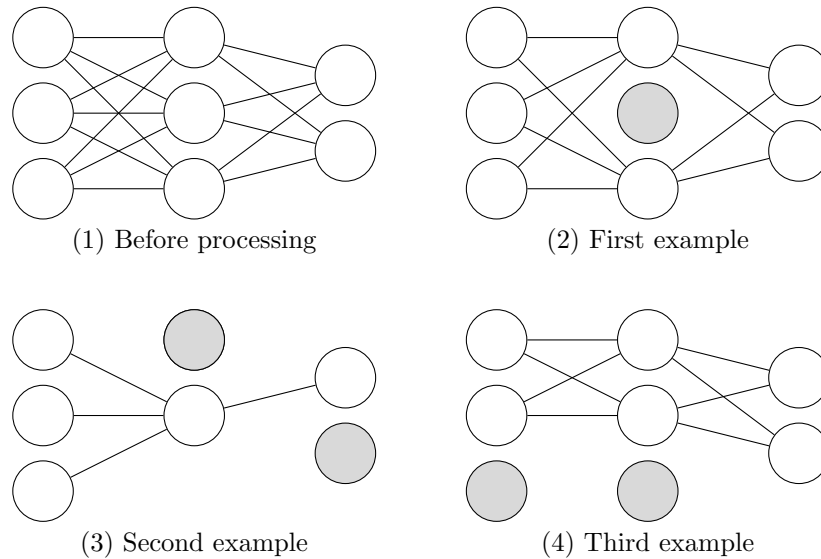 (1) Before processing
(2) First example
(3) Second example
(4) Third example